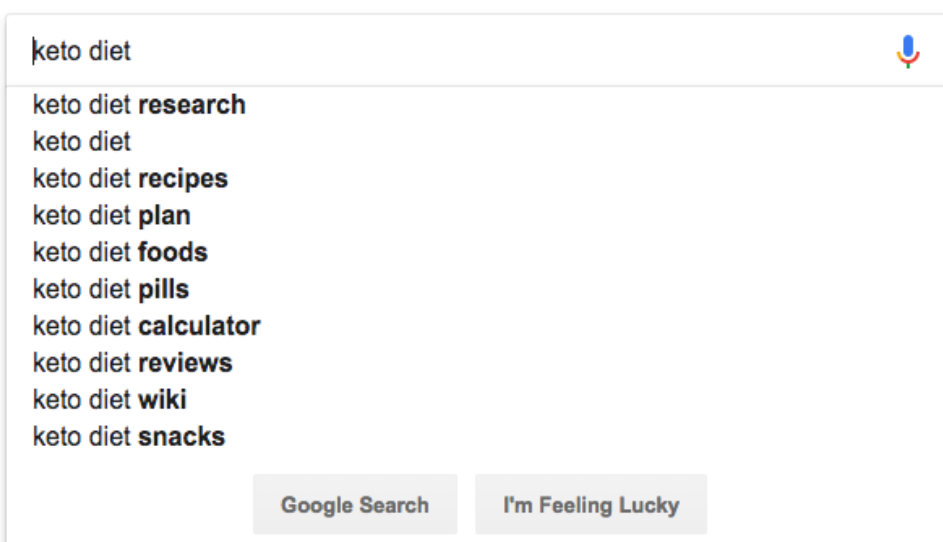 keto diet
keto diet research
keto diet
keto diet recipes
keto diet plan
keto diet foods
keto diet pills
keto diet calculator
keto diet reviews
keto diet wiki
keto diet snacks
Google Search I'm Feeling Lucky